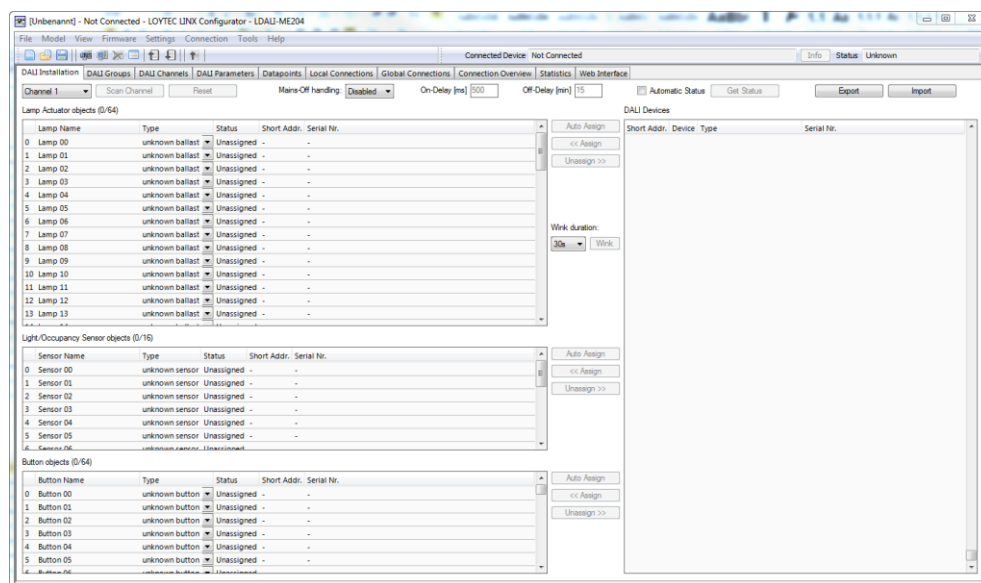 [Unbenannt] - Not Connected - LOYTEC LINX Configurator - LDALI-ME204
File Model View Firmware Settings Connection Tools Help
Connected Device Not Connected Info Status Unknown
DALI Installation DALI Groups DALI Channels DALI Parameters Datapoints Local Connections Global Connections Connection Overview Statistics Web Interface
Channel 1 Scan Channel Reset Mains-Off handling: Disabled On-Delay [ms] 500 Off-Delay [min] 15 Automatic Status Get Status Export Import
Lamp Actuator objects (0/64) DALI Devices
Lamp Name Type Status Short Addr. Serial Nr. Auto Assign Short Addr. Device Type Serial Nr.
0 Lamp 00 unknown ballast Unassigned - - << Assign
1 Lamp 01 unknown ballast Unassigned - - Unassign >>
2 Lamp 02 unknown ballast Unassigned - -
3 Lamp 03 unknown ballast Unassigned - -
4 Lamp 04 unknown ballast Unassigned - -
5 Lamp 05 unknown ballast Unassigned - -
6 Lamp 06 unknown ballast Unassigned - -
7 Lamp 07 unknown ballast Unassigned - - Wink duration:
8 Lamp 08 unknown ballast Unassigned - - 30s Wink
9 Lamp 09 unknown ballast Unassigned - -
10 Lamp 10 unknown ballast Unassigned - -
11 Lamp 11 unknown ballast Unassigned - -
12 Lamp 12 unknown ballast Unassigned - -
13 Lamp 13 unknown ballast Unassigned - -
Light/Occupancy Sensor objects (0/16)
Sensor Name Type Status Short Addr. Serial Nr. Auto Assign
0 Sensor 00 unknown sensor Unassigned - - << Assign
1 Sensor 01 unknown sensor Unassigned - - Unassign >>
2 Sensor 02 unknown sensor Unassigned - -
3 Sensor 03 unknown sensor Unassigned - -
4 Sensor 04 unknown sensor Unassigned - -
5 Sensor 05 unknown sensor Unassigned - -
6 Sensor 06 unknown sensor Unassigned
Button objects (0/64)
Button Name Type Status Short Addr. Serial Nr. Auto Assign
0 Button 00 unknown button Unassigned - - << Assign
1 Button 01 unknown button Unassigned - - Unassign >>
2 Button 02 unknown button Unassigned - -
3 Button 03 unknown button Unassigned - -
4 Button 04 unknown button Unassigned - -
5 Button 05 unknown button Unassigned - -
6 Button 06 unknown button Unassigned